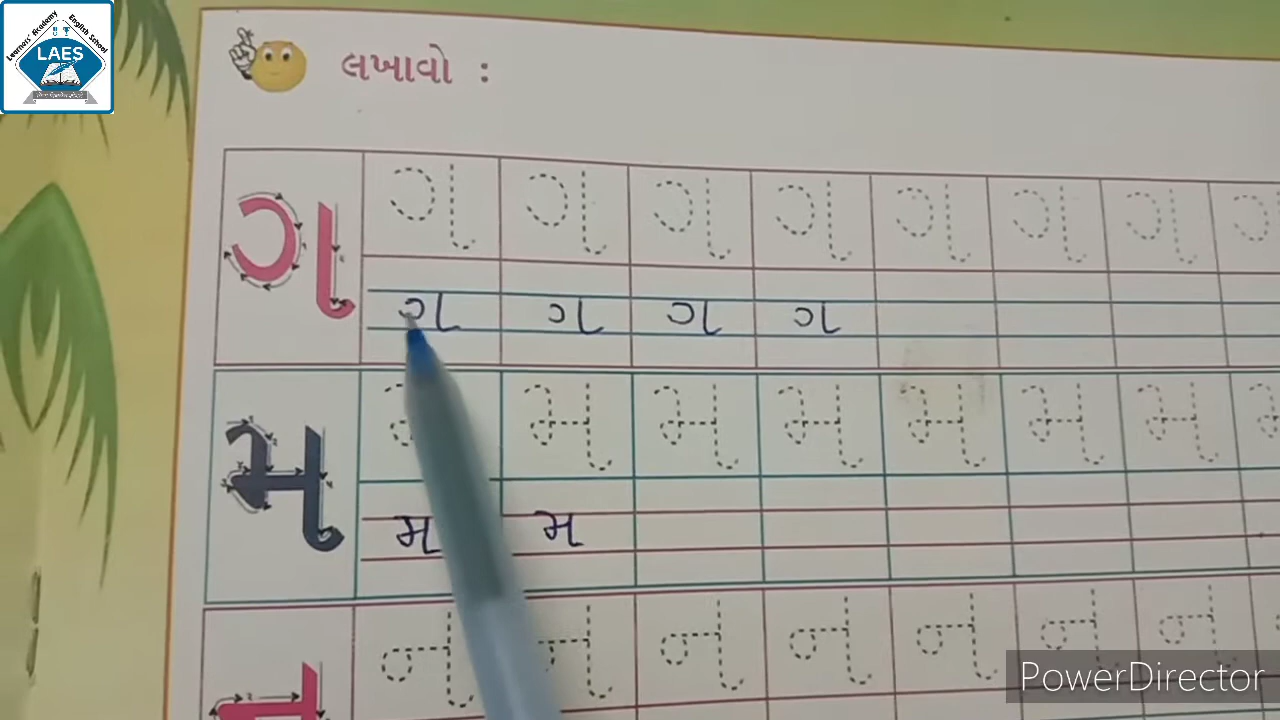 Learners' Academy English School
LAES
લખાવો :
ગ ગ ગ ગ ગ ગ ગ ગ
ગ ગ ગ ગ ગ
મ મ મ મ મ મ મ મ
મ મ
ન ન ન ન ન ન ન ન
PowerDirector